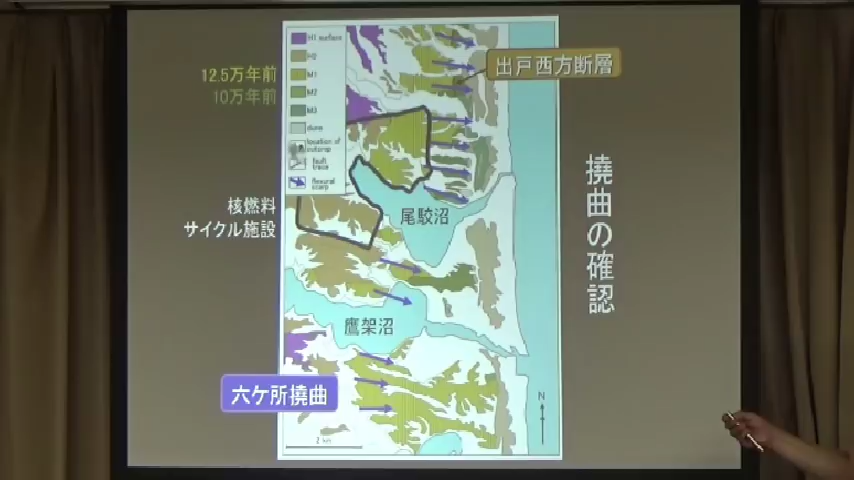 H1 surface
H2
M1
M2
M3
dune
location of
outcrop
fault
trace
flexural
scarp
12.5万年前
10万年前
出戸西方断層
核燃料
サイクル施設
尾駮沼
撓曲の確認
鷹架沼
六ケ所撓曲
N
2 km